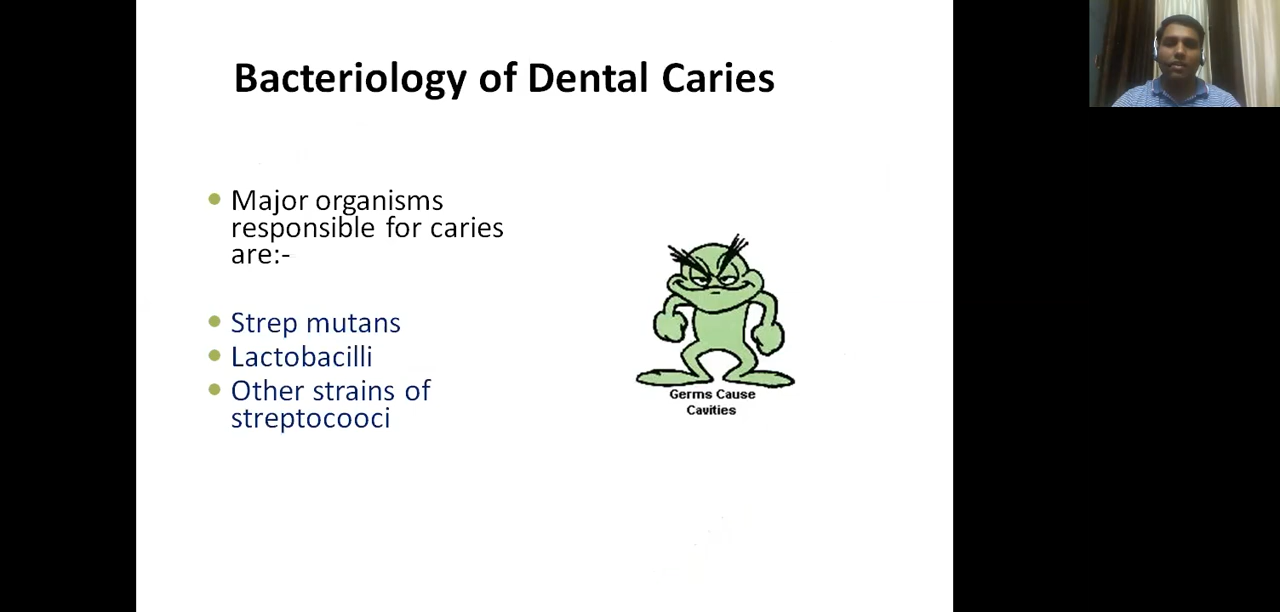 Bacteriology of Dental Caries
Major organisms
responsible for caries
are:-
Strep mutans
Lactobacilli
Other strains of
streptocooci
Germs Cause
Cavities